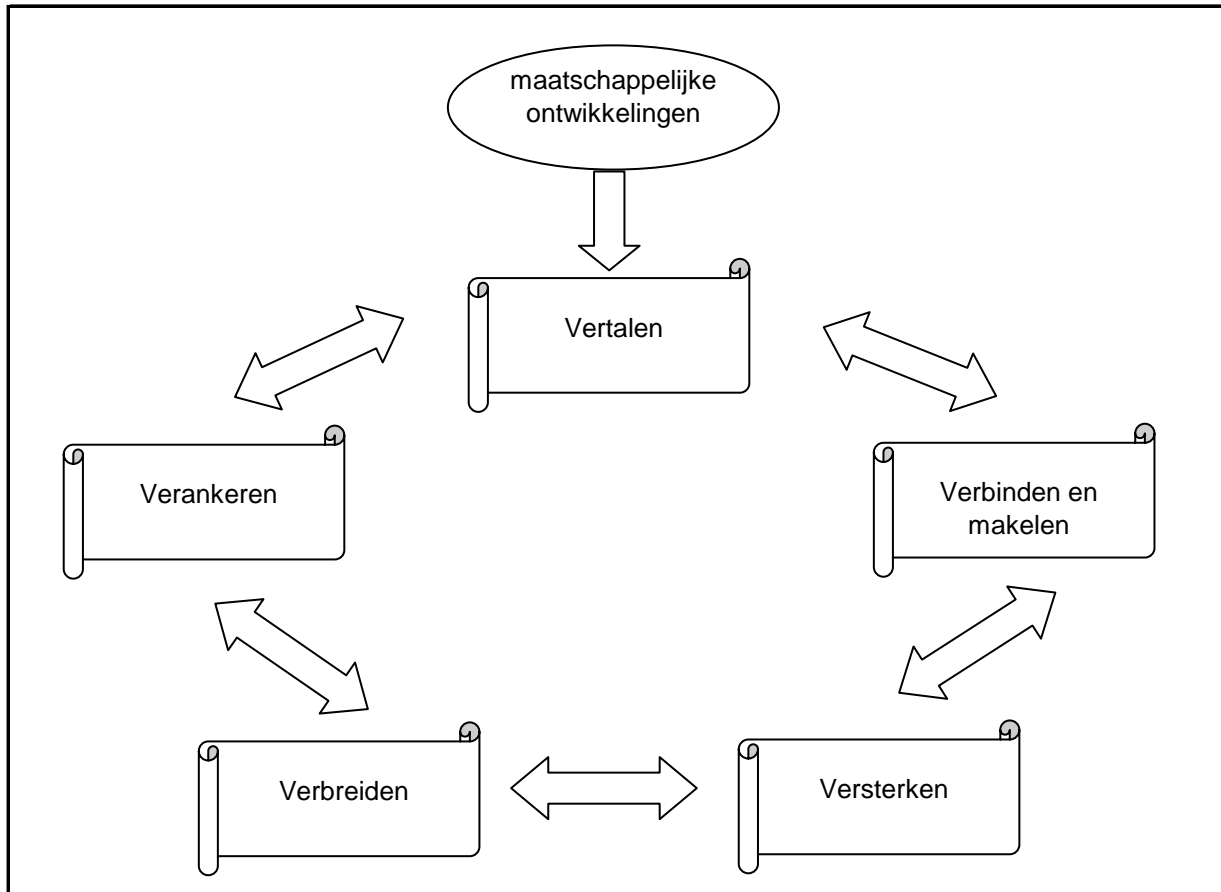 maatschappelijke
ontwikkelingen
Vertalen
Verankeren
Verbinden en
makelen
Verbreiden
Versterken